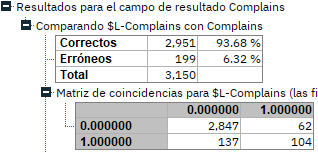 Resultados para el campo de resultado Complains
Comparando $L-Complains con Complains
Correctos 2,951 93.68 %
Erróneos 199 6.32 %
Total 3,150
Matriz de coincidencias para $L-Complains (las fi
0.000000 1.000000
0.000000 2,847 62
1.000000 137 104